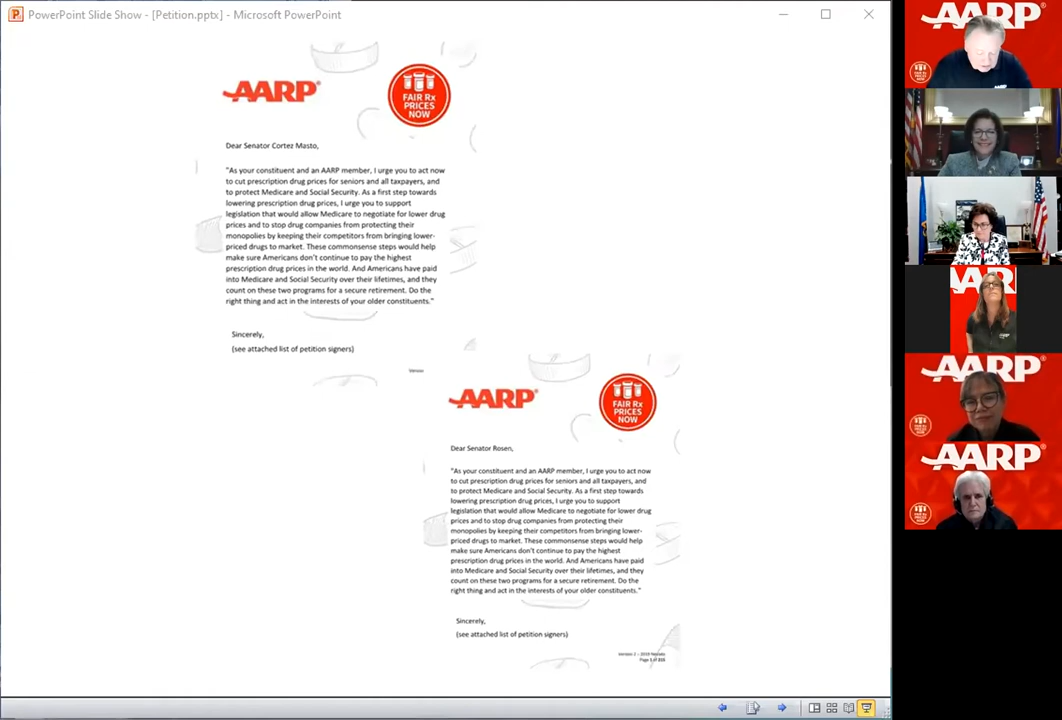 PowerPoint Slide Show - [Petition.pptx] - Microsoft PowerPoint
AARP®
FAIR Rx
PRICES
NOW
Dear Senator Cortez Masto,
"As your constituent and an AARP member, I urge you to act now
to cut prescription drug prices for seniors and all taxpayers, and
to protect Medicare and Social Security. As a first step towards
lowering prescription drug prices, I urge you to support
legislation that would allow Medicare to negotiate for lower drug
prices and to stop drug companies from protecting their
monopolies by keeping their competitors from bringing lower-
priced drugs to market. These commonsense steps would help
make sure Americans don't continue to pay the highest
prescription drug prices in the world. And Americans have paid
into Medicare and Social Security over their lifetimes, and they
count on these two programs for a secure retirement. Do the
right thing and act in the interests of your older constituents."
Sincerely,
(see attached list of petition signers)
AARP®
FAIR Rx
PRICES
NOW
Dear Senator Rosen,
"As your constituent and an AARP member, I urge you to act now
to cut prescription drug prices for seniors and all taxpayers, and
to protect Medicare and Social Security. As a first step towards
lowering prescription drug prices, I urge you to support
legislation that would allow Medicare to negotiate for lower drug
prices and to stop drug companies from protecting their
monopolies by keeping their competitors from bringing lower-
priced drugs to market. These commonsense steps would help
make sure Americans don't continue to pay the highest
prescription drug prices in the world. And Americans have paid
into Medicare and Social Security over their lifetimes, and they
count on these two programs for a secure retirement. Do the
right thing and act in the interests of your older constituents."
Sincerely,
(see attached list of petition signers)
Version 2 – 2019 Nevada
AARP
AARP
AARP